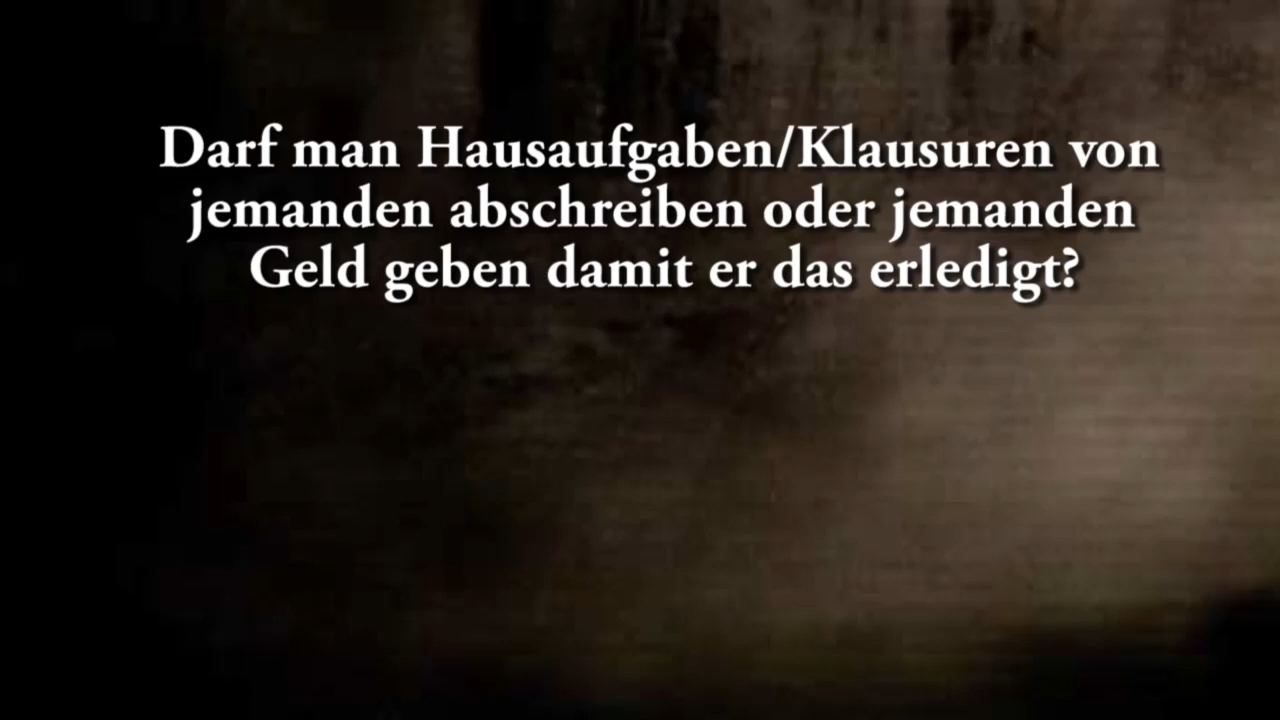 Darf man Hausaufgaben/Klausuren von
jemanden abschreiben oder jemanden
Geld geben damit er das erledigt?